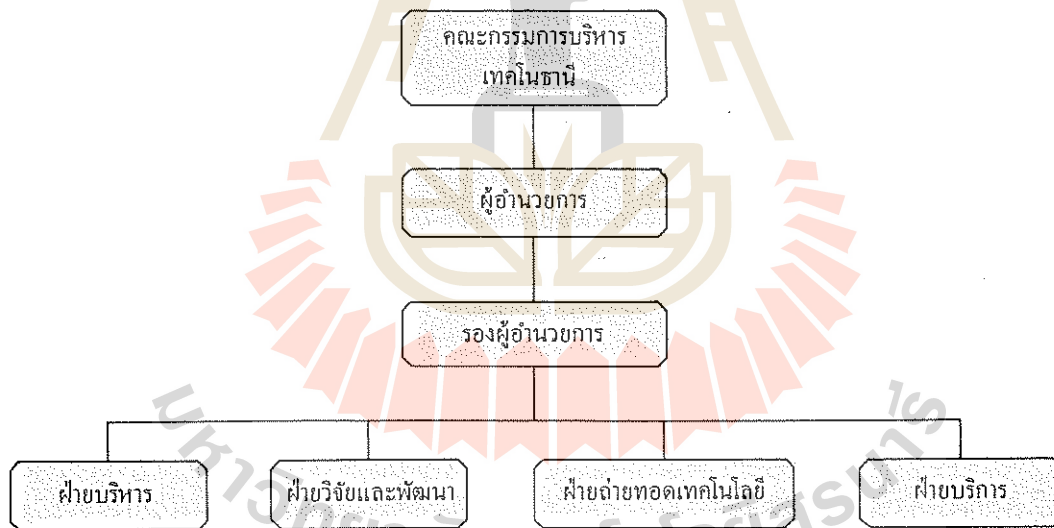 คณะกรรมการบริหาร
เทคโนธานี
ผู้อำนวยการ
รองผู้อำนวยการ
ฝ่ายบริหาร
ฝ่ายวิจัยและพัฒนา
ฝ่ายถ่ายทอดเทคโนโลยี
ฝ่ายบริการ